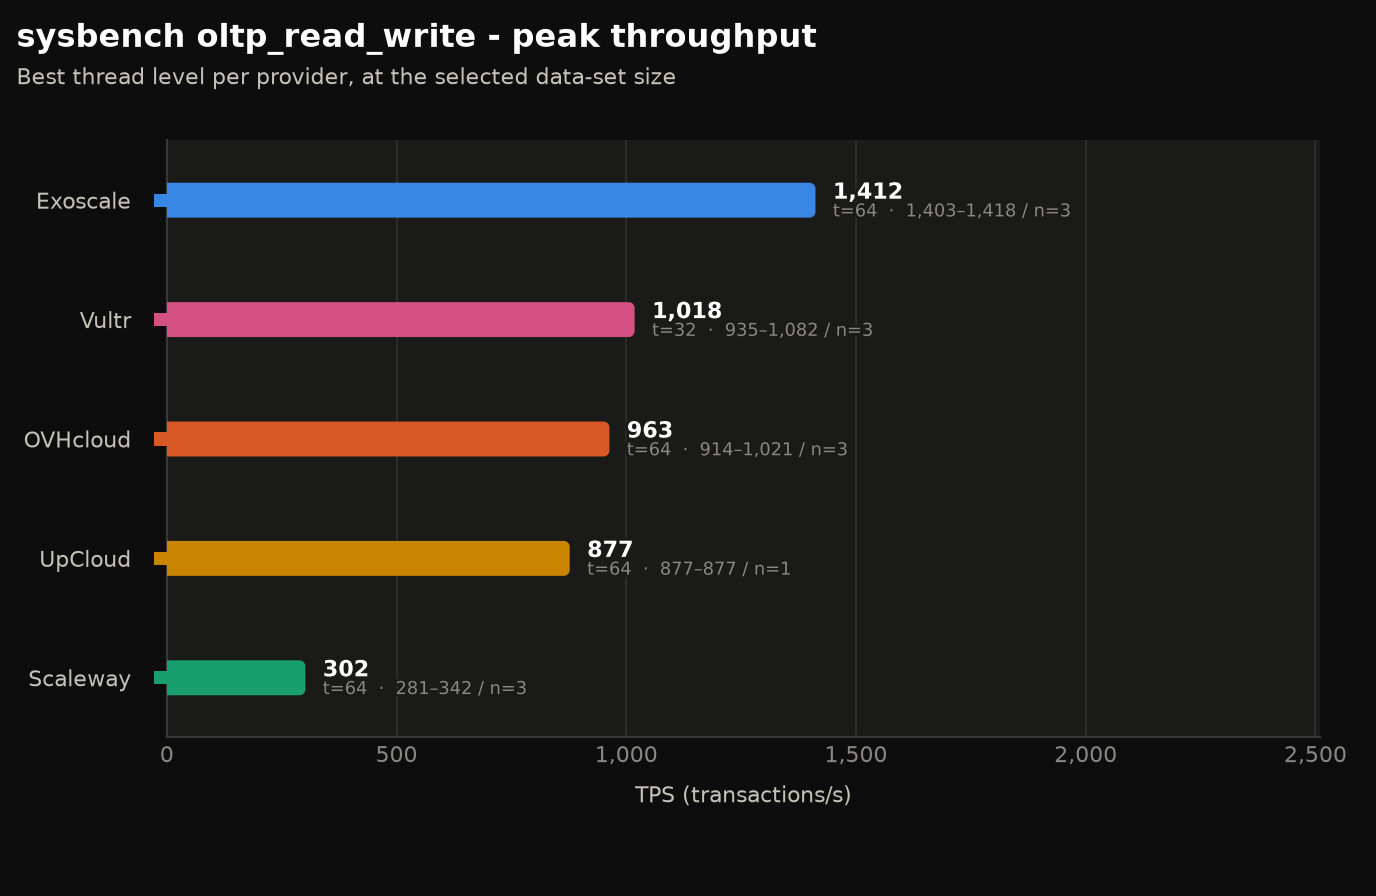 sysbench oltp_read_write - peak throughput
Best thread level per provider, at the selected data-set size
Exoscale
1,412
t=64 · 1,403–1,418 / n=3
Vultr
1,018
t=32 · 935–1,082 / n=3
OVHcloud
963
t=64 · 914–1,021 / n=3
UpCloud
877
t=64 · 877–877 / n=1
Scaleway
302
t=64 · 281–342 / n=3
0 500 1,000 1,500 2,000 2,500
TPS (transactions/s)